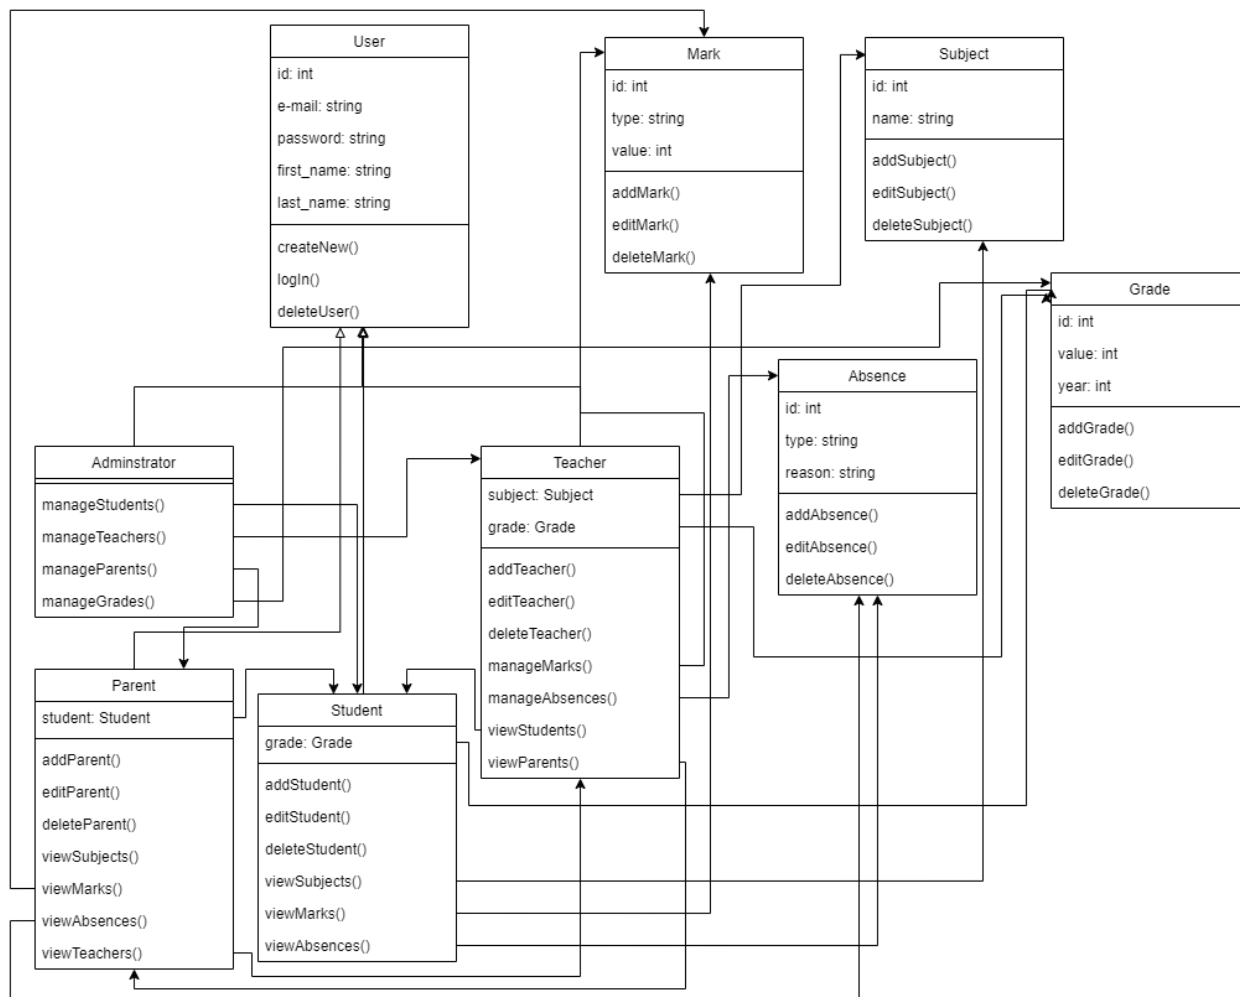 User
id: int
e-mail: string
password: string
first_name: string
last_name: string
createNew()
logIn()
deleteUser()
Mark
id: int
type: string
value: int
addMark()
editMark()
deleteMark()
Subject
id: int
name: string
addSubject()
editSubject()
deleteSubject()
Grade
id: int
value: int
year: int
addGrade()
editGrade()
deleteGrade()
Absence
id: int
type: string
reason: string
addAbsence()
editAbsence()
deleteAbsence()
Adminstrator
manageStudents()
manageTeachers()
manageParents()
manageGrades()
Teacher
subject: Subject
grade: Grade
addTeacher()
editTeacher()
deleteTeacher()
manageMarks()
manageAbsences()
viewStudents()
viewParents()
Parent
student: Student
addParent()
editParent()
deleteParent()
viewSubjects()
viewMarks()
viewAbsences()
viewTeachers()
Student
grade: Grade
addStudent()
editStudent()
deleteStudent()
viewSubjects()
viewMarks()
viewAbsences()